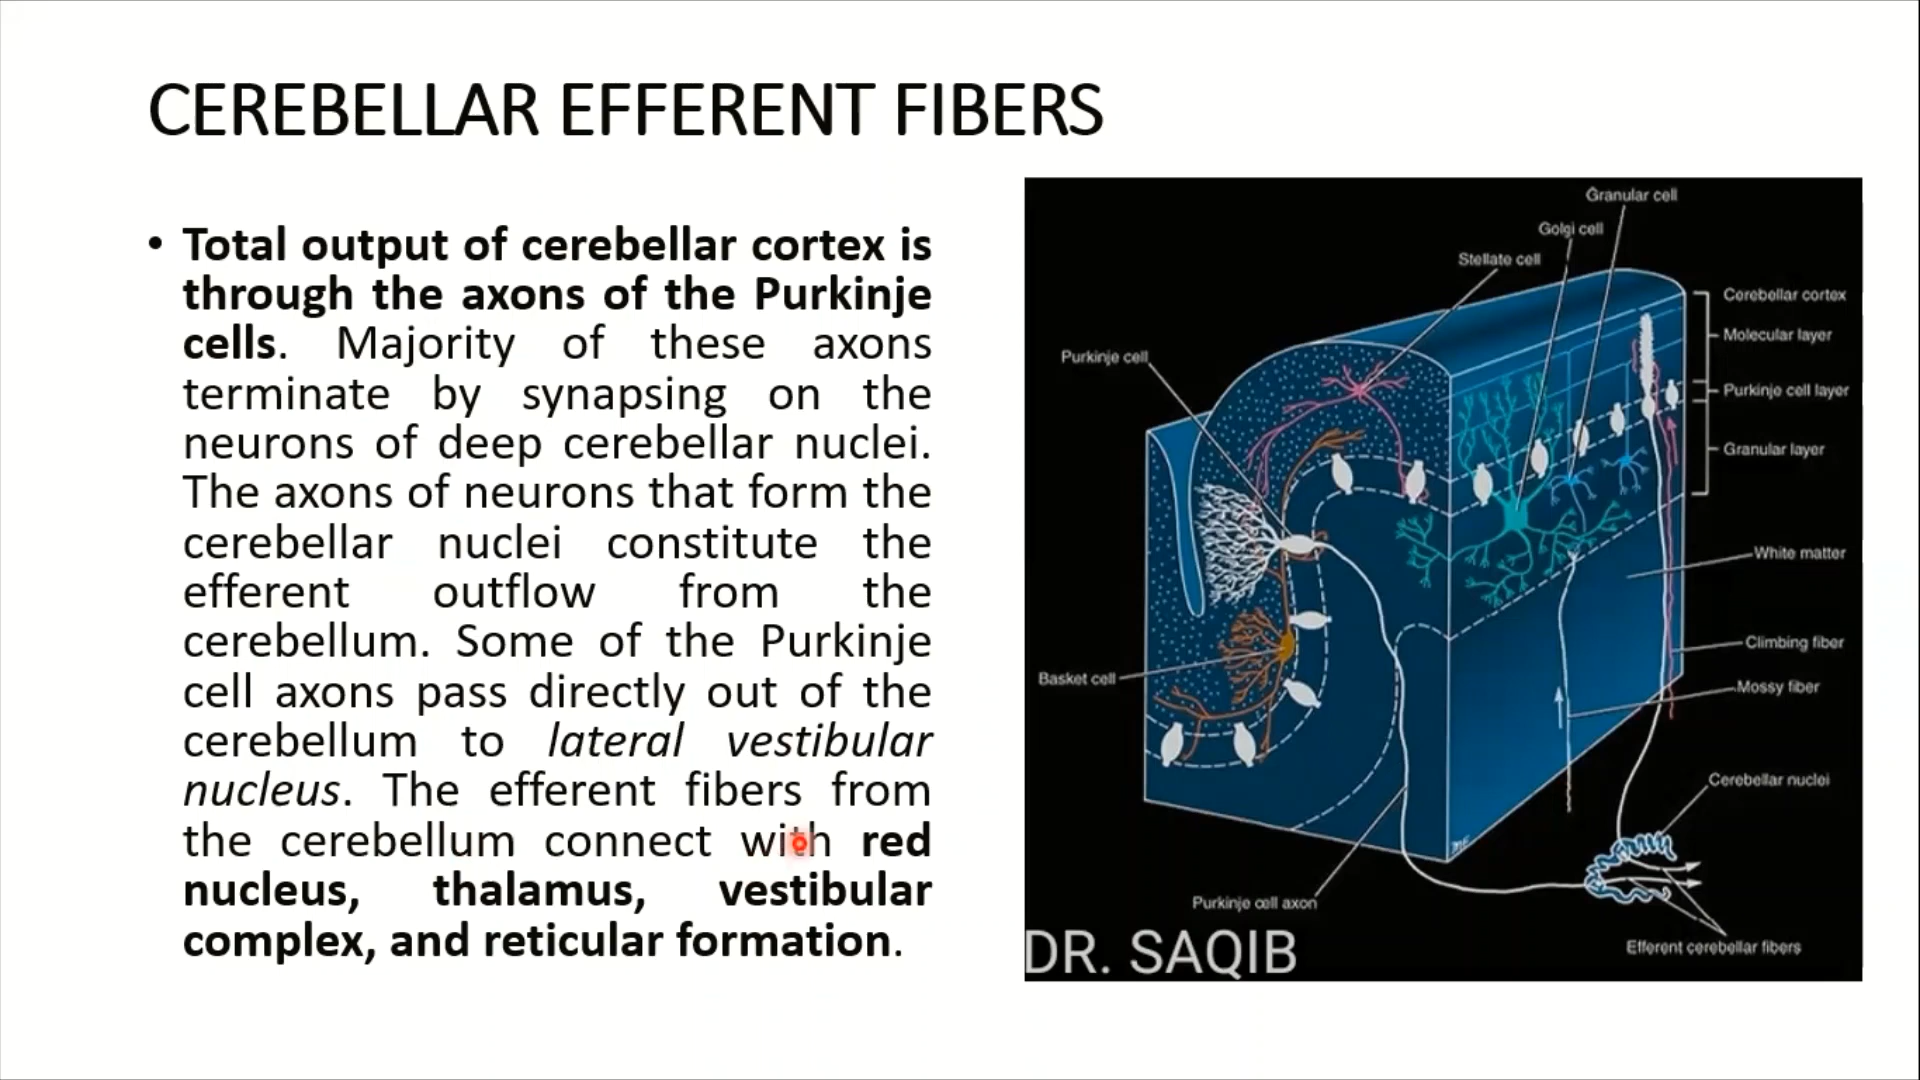 CEREBELLAR EFFERENT FIBERS
• Total output of cerebellar cortex is
through the axons of the Purkinje
cells. Majority of these axons
terminate by synapsing on the
neurons of deep cerebellar nuclei.
The axons of neurons that form the
cerebellar nuclei constitute the
efferent outflow from the
cerebellum. Some of the Purkinje
cell axons pass directly out of the
cerebellum to lateral vestibular
nucleus. The efferent fibers from
the cerebellum connect with red
nucleus, thalamus, vestibular
complex, and reticular formation.
Granular cell
Golgi cell
Stellate cell
Cerebellar cortex
Molecular layer
Purkinje cell
Purkinje cell layer
Granular layer
White matter
Climbing fiber
Basket cell
Mossy fiber
Cerebellar nuclei
Purkinje cell axon
Efferent cerebellar fibers
DR. SAQIB